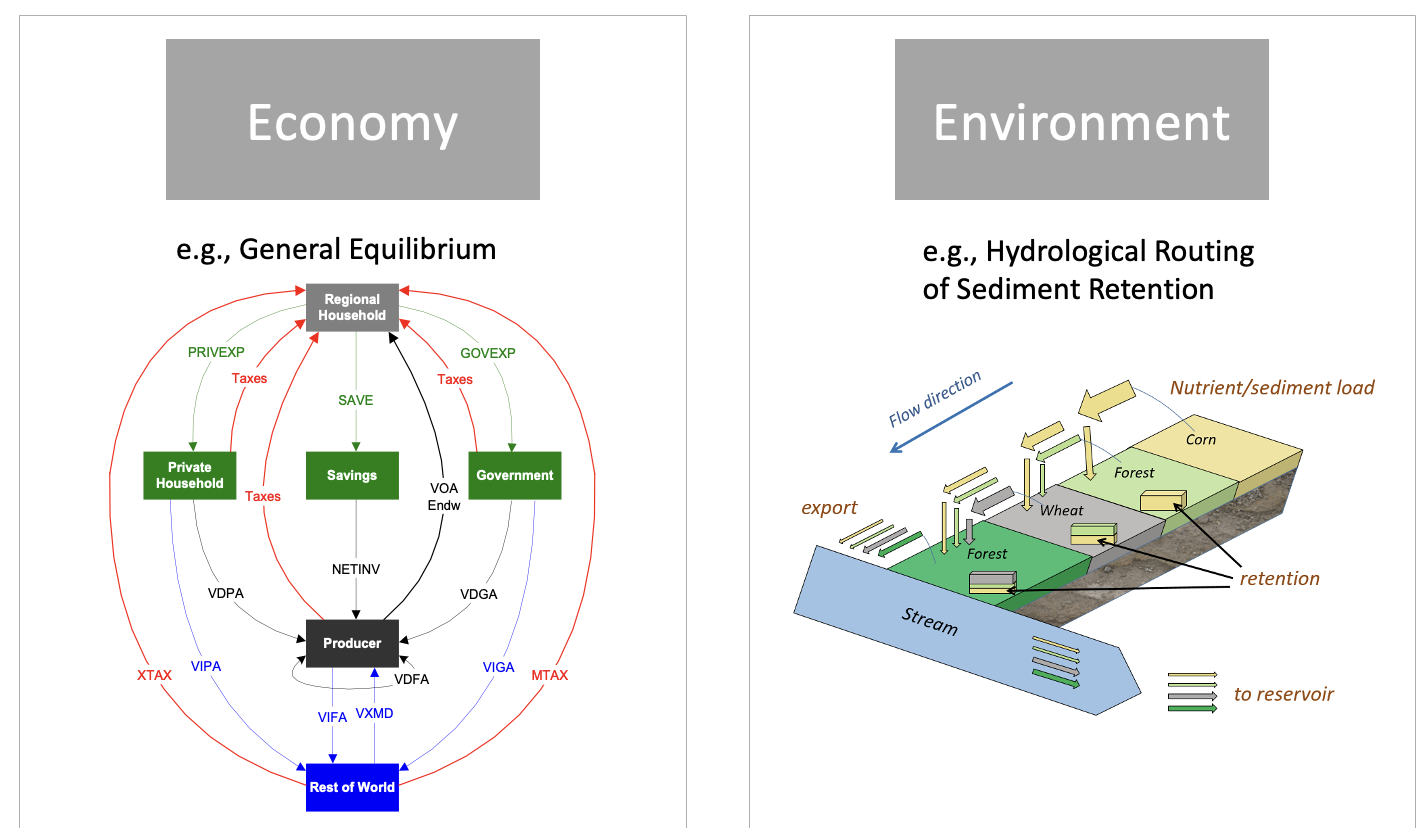 Economy
e.g., General Equilibrium
Regional
Household
PRIVEXP
GOVEXP
Taxes
Taxes
SAVE
Private
Household
Savings
Government
Taxes
VOA
Endw
NETINV
VDPA
VDGA
Producer
XTAX
VIPA
VDFA
VIGA
MTAX
VIFA
VXMD
Rest of World
Environment
e.g., Hydrological Routing
of Sediment Retention
Flow direction
Nutrient/sediment load
Corn
Forest
Wheat
export
Forest
retention
Stream
to reservoir